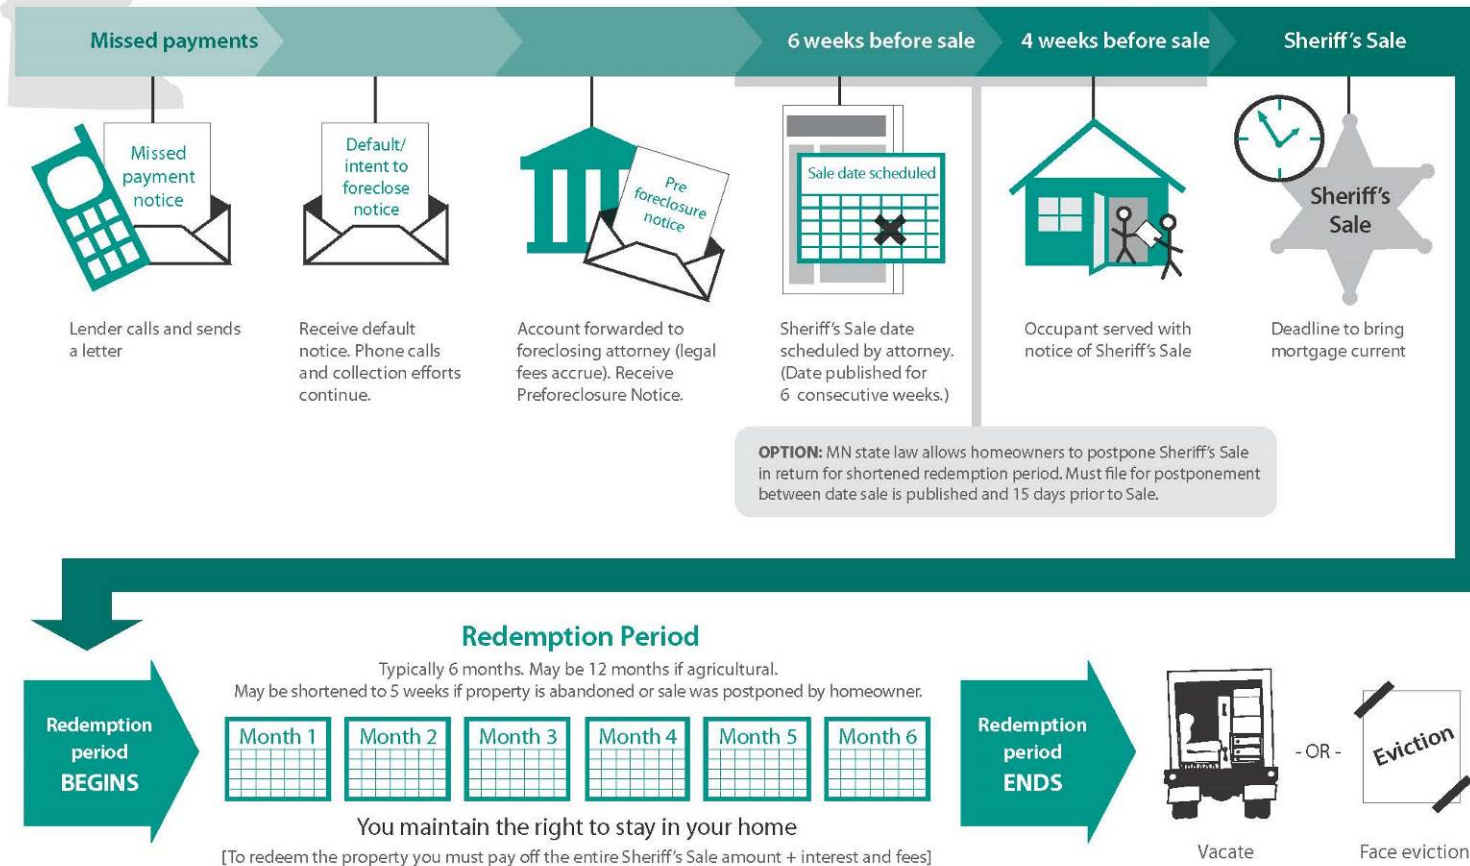 Missed payments
6 weeks before sale
4 weeks before sale
Sheriff's Sale
Missed
payment
notice
Lender calls and sends
a letter
Default/
intent to
foreclose
notice
Receive default
notice. Phone calls
and collection efforts
continue.
Pre
foreclosure
notice
Account forwarded to
foreclosing attorney (legal
fees accrue). Receive
Preforeclosure Notice.
Sale date scheduled
Sheriff's Sale date
scheduled by attorney.
(Date published for
6 consecutive weeks.)
Occupant served with
notice of Sheriff's Sale
Sheriff's
Sale
Deadline to bring
mortgage current
OPTION: MN state law allows homeowners to postpone Sheriff's Sale
in return for shortened redemption period. Must file for postponement
between date sale is published and 15 days prior to Sale.
Redemption
period
BEGINS
Redemption Period
Typically 6 months. May be 12 months if agricultural.
May be shortened to 5 weeks if property is abandoned or sale was postponed by homeowner.
Month 1
Month 2
Month 3
Month 4
Month 5
Month 6
You maintain the right to stay in your home
[To redeem the property you must pay off the entire Sheriff's Sale amount + interest and fees]
Redemption
period
ENDS
Vacate
- OR -
Eviction
Face eviction